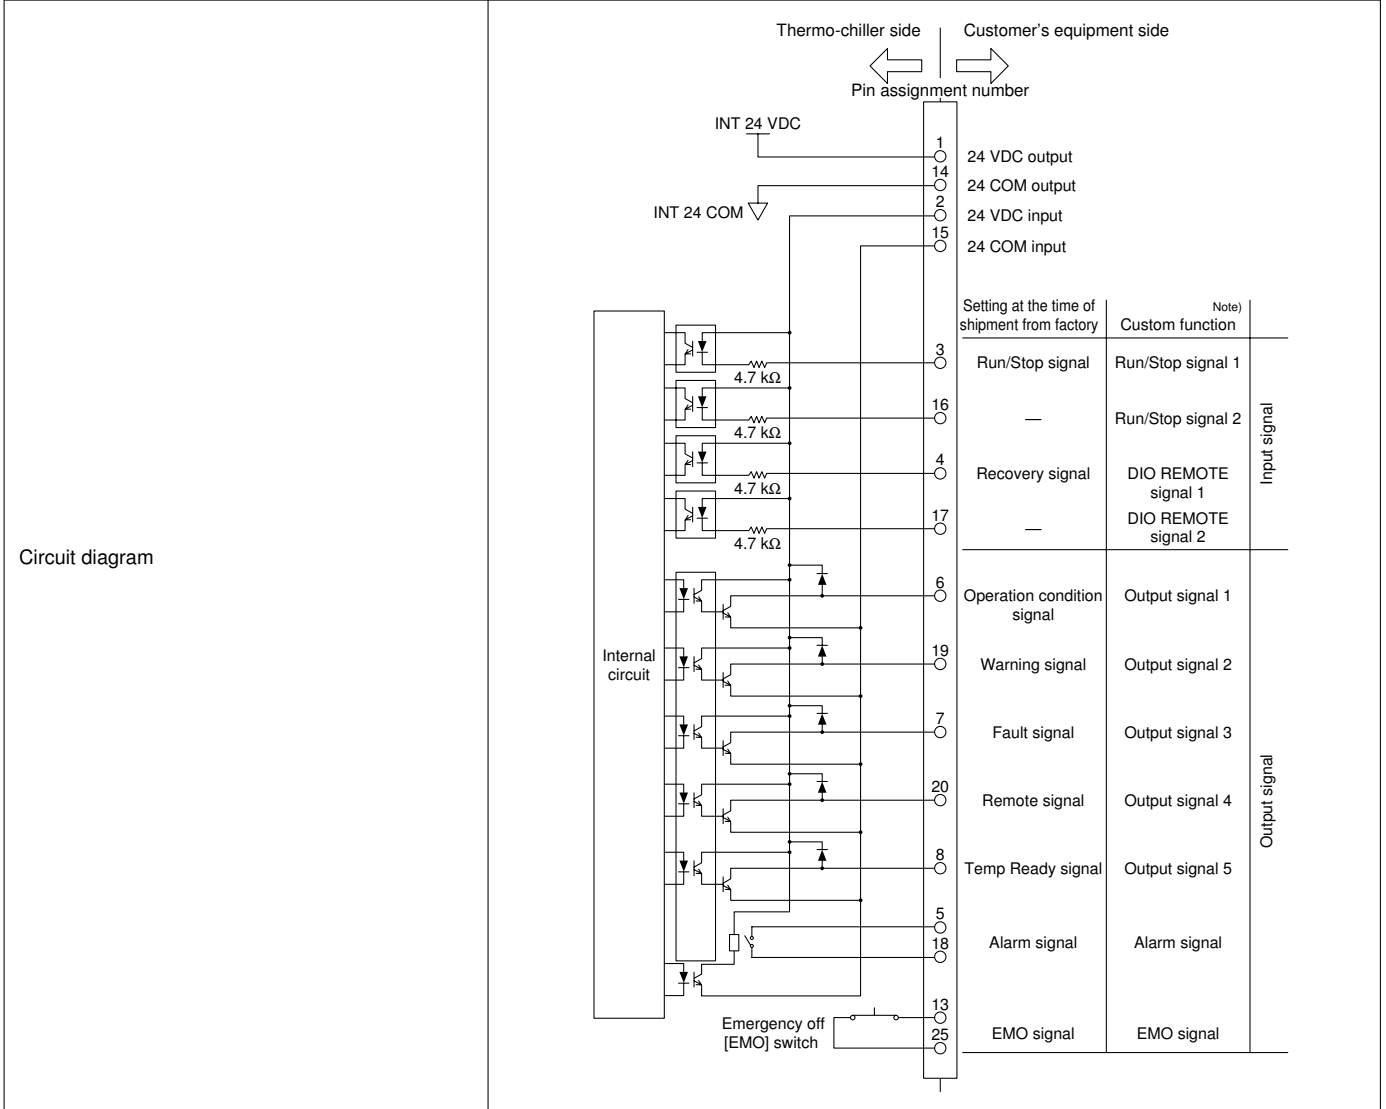 Thermo-chiller side
Customer's equipment side
Pin assignment number
INT 24 VDC
1
24 VDC output
14
24 COM output
INT 24 COM
2
24 VDC input
15
24 COM input
Setting at the time of
shipment from factory
Note)
Custom function
3
4.7 kΩ
Run/Stop signal
Run/Stop signal 1
16
4.7 kΩ
—
Run/Stop signal 2
4
4.7 kΩ
Recovery signal
DIO REMOTE
signal 1
17
4.7 kΩ
—
DIO REMOTE
signal 2
Input signal
Circuit diagram
Internal
circuit
6
Operation condition
signal
Output signal 1
19
Warning signal
Output signal 2
7
Fault signal
Output signal 3
20
Remote signal
Output signal 4
8
Temp Ready signal
Output signal 5
5
18
Alarm signal
Alarm signal
Output signal
Emergency off
[EMO] switch
13
25
EMO signal
EMO signal